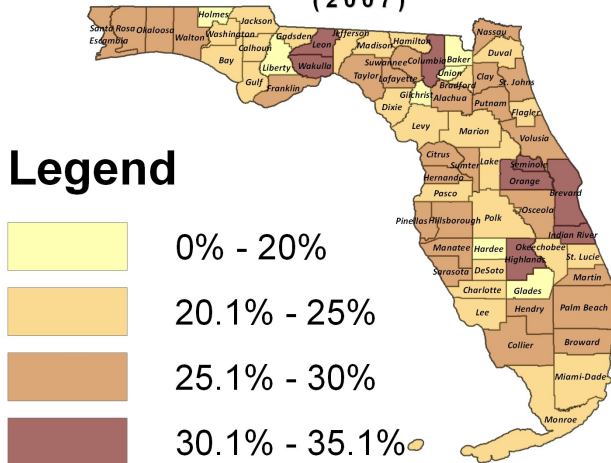 (2007)
Holmes
Jackson
Santa Rosa
Okaloosa
Walton
Washington
Escambia
Calhoun
Gadsden
Jefferson
Leon
Madison
Hamilton
Nassau
Bay
Liberty
Wakulla
Suwannee
Columbia
Baker
Duval
Gulf
Franklin
Taylor
Lafayette
Union
Bradford
Clay
St. Johns
Gilchrist
Alachua
Putnam
Dixie
Flagler
Levy
Marion
Volusia
Citrus
Sumter
Lake
Seminole
Orange
Hernando
Brevard
Pasco
Osceola
Pinellas
Hillsborough
Polk
Indian River
Manatee
Hardee
Okeechobee
St. Lucie
Highlands
Sarasota
DeSoto
Martin
Charlotte
Glades
Lee
Hendry
Palm Beach
Collier
Broward
Miami-Dade
Monroe
Legend
0% - 20%
20.1% - 25%
25.1% - 30%
30.1% - 35.1%